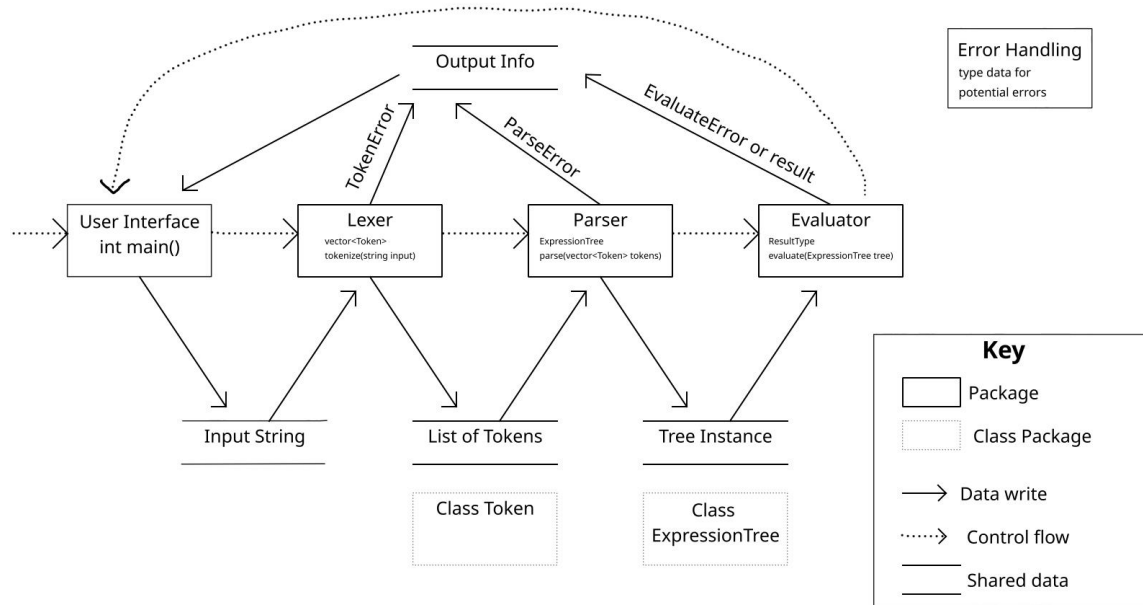 Output Info
Error Handling
type data for
potential errors
TokenError
ParseError
EvaluateError or result
User Interface
int main()
Lexer
vector<Token>
tokenize(string input)
Parser
ExpressionTree
parse(vector<Token> tokens)
Evaluator
ResultType
evaluate(ExpressionTree tree)
Input String
List of Tokens
Tree Instance
Class Token
Class
ExpressionTree
Key
Package
Class Package
Data write
Control flow
Shared data